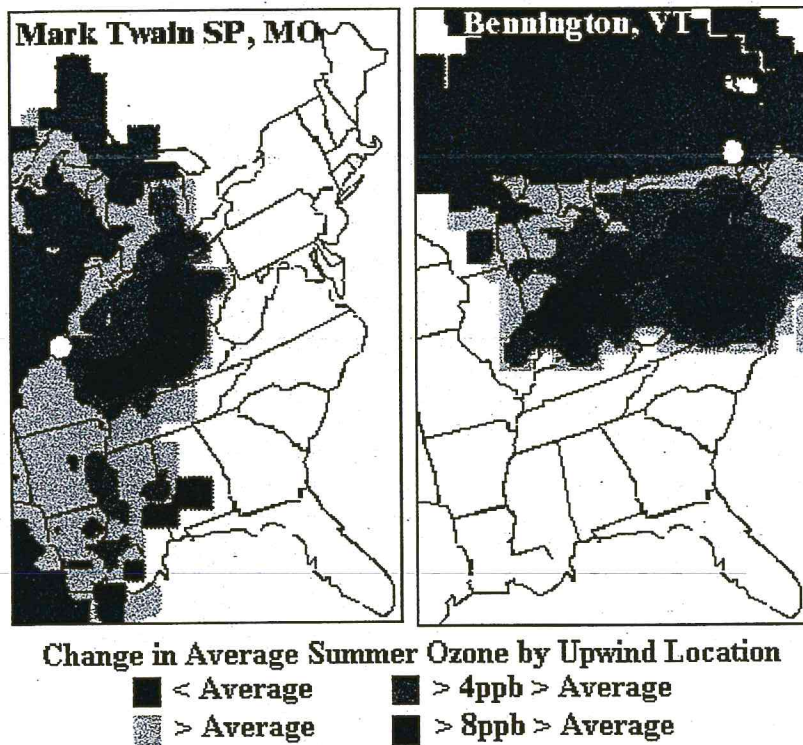 Mark Twain SP, MO
Bennington, VT
Change in Average Summer Ozone by Upwind Location
< Average
> 4ppb > Average
> Average
> 8ppb > Average